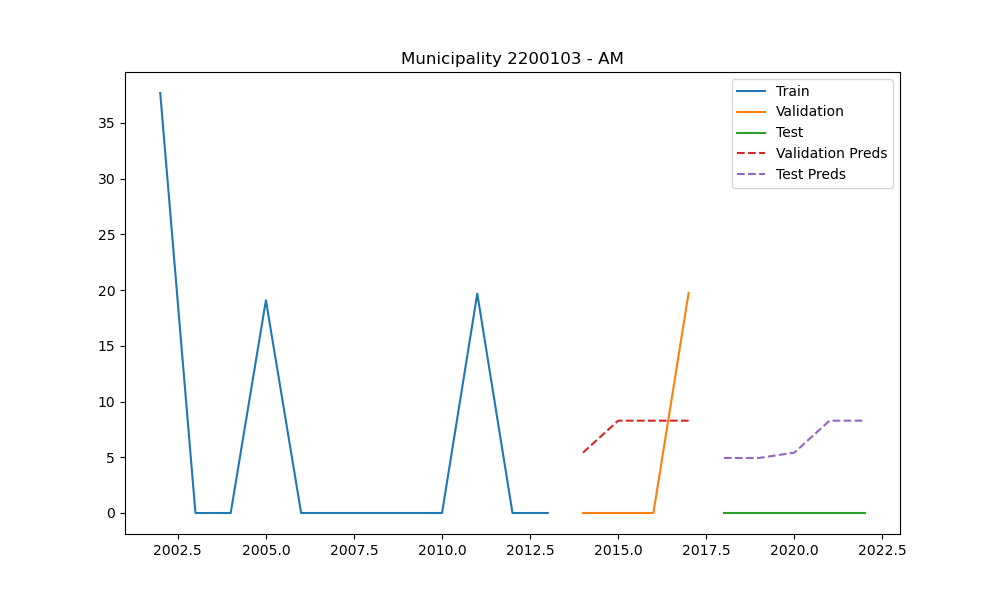 Municipality 2200103 - AM
Train
Validation
Test
Validation Preds
Test Preds
35
30
25
20
15
10
5
0
2002.5 2005.0 2007.5 2010.0 2012.5 2015.0 2017.5 2020.0 2022.5